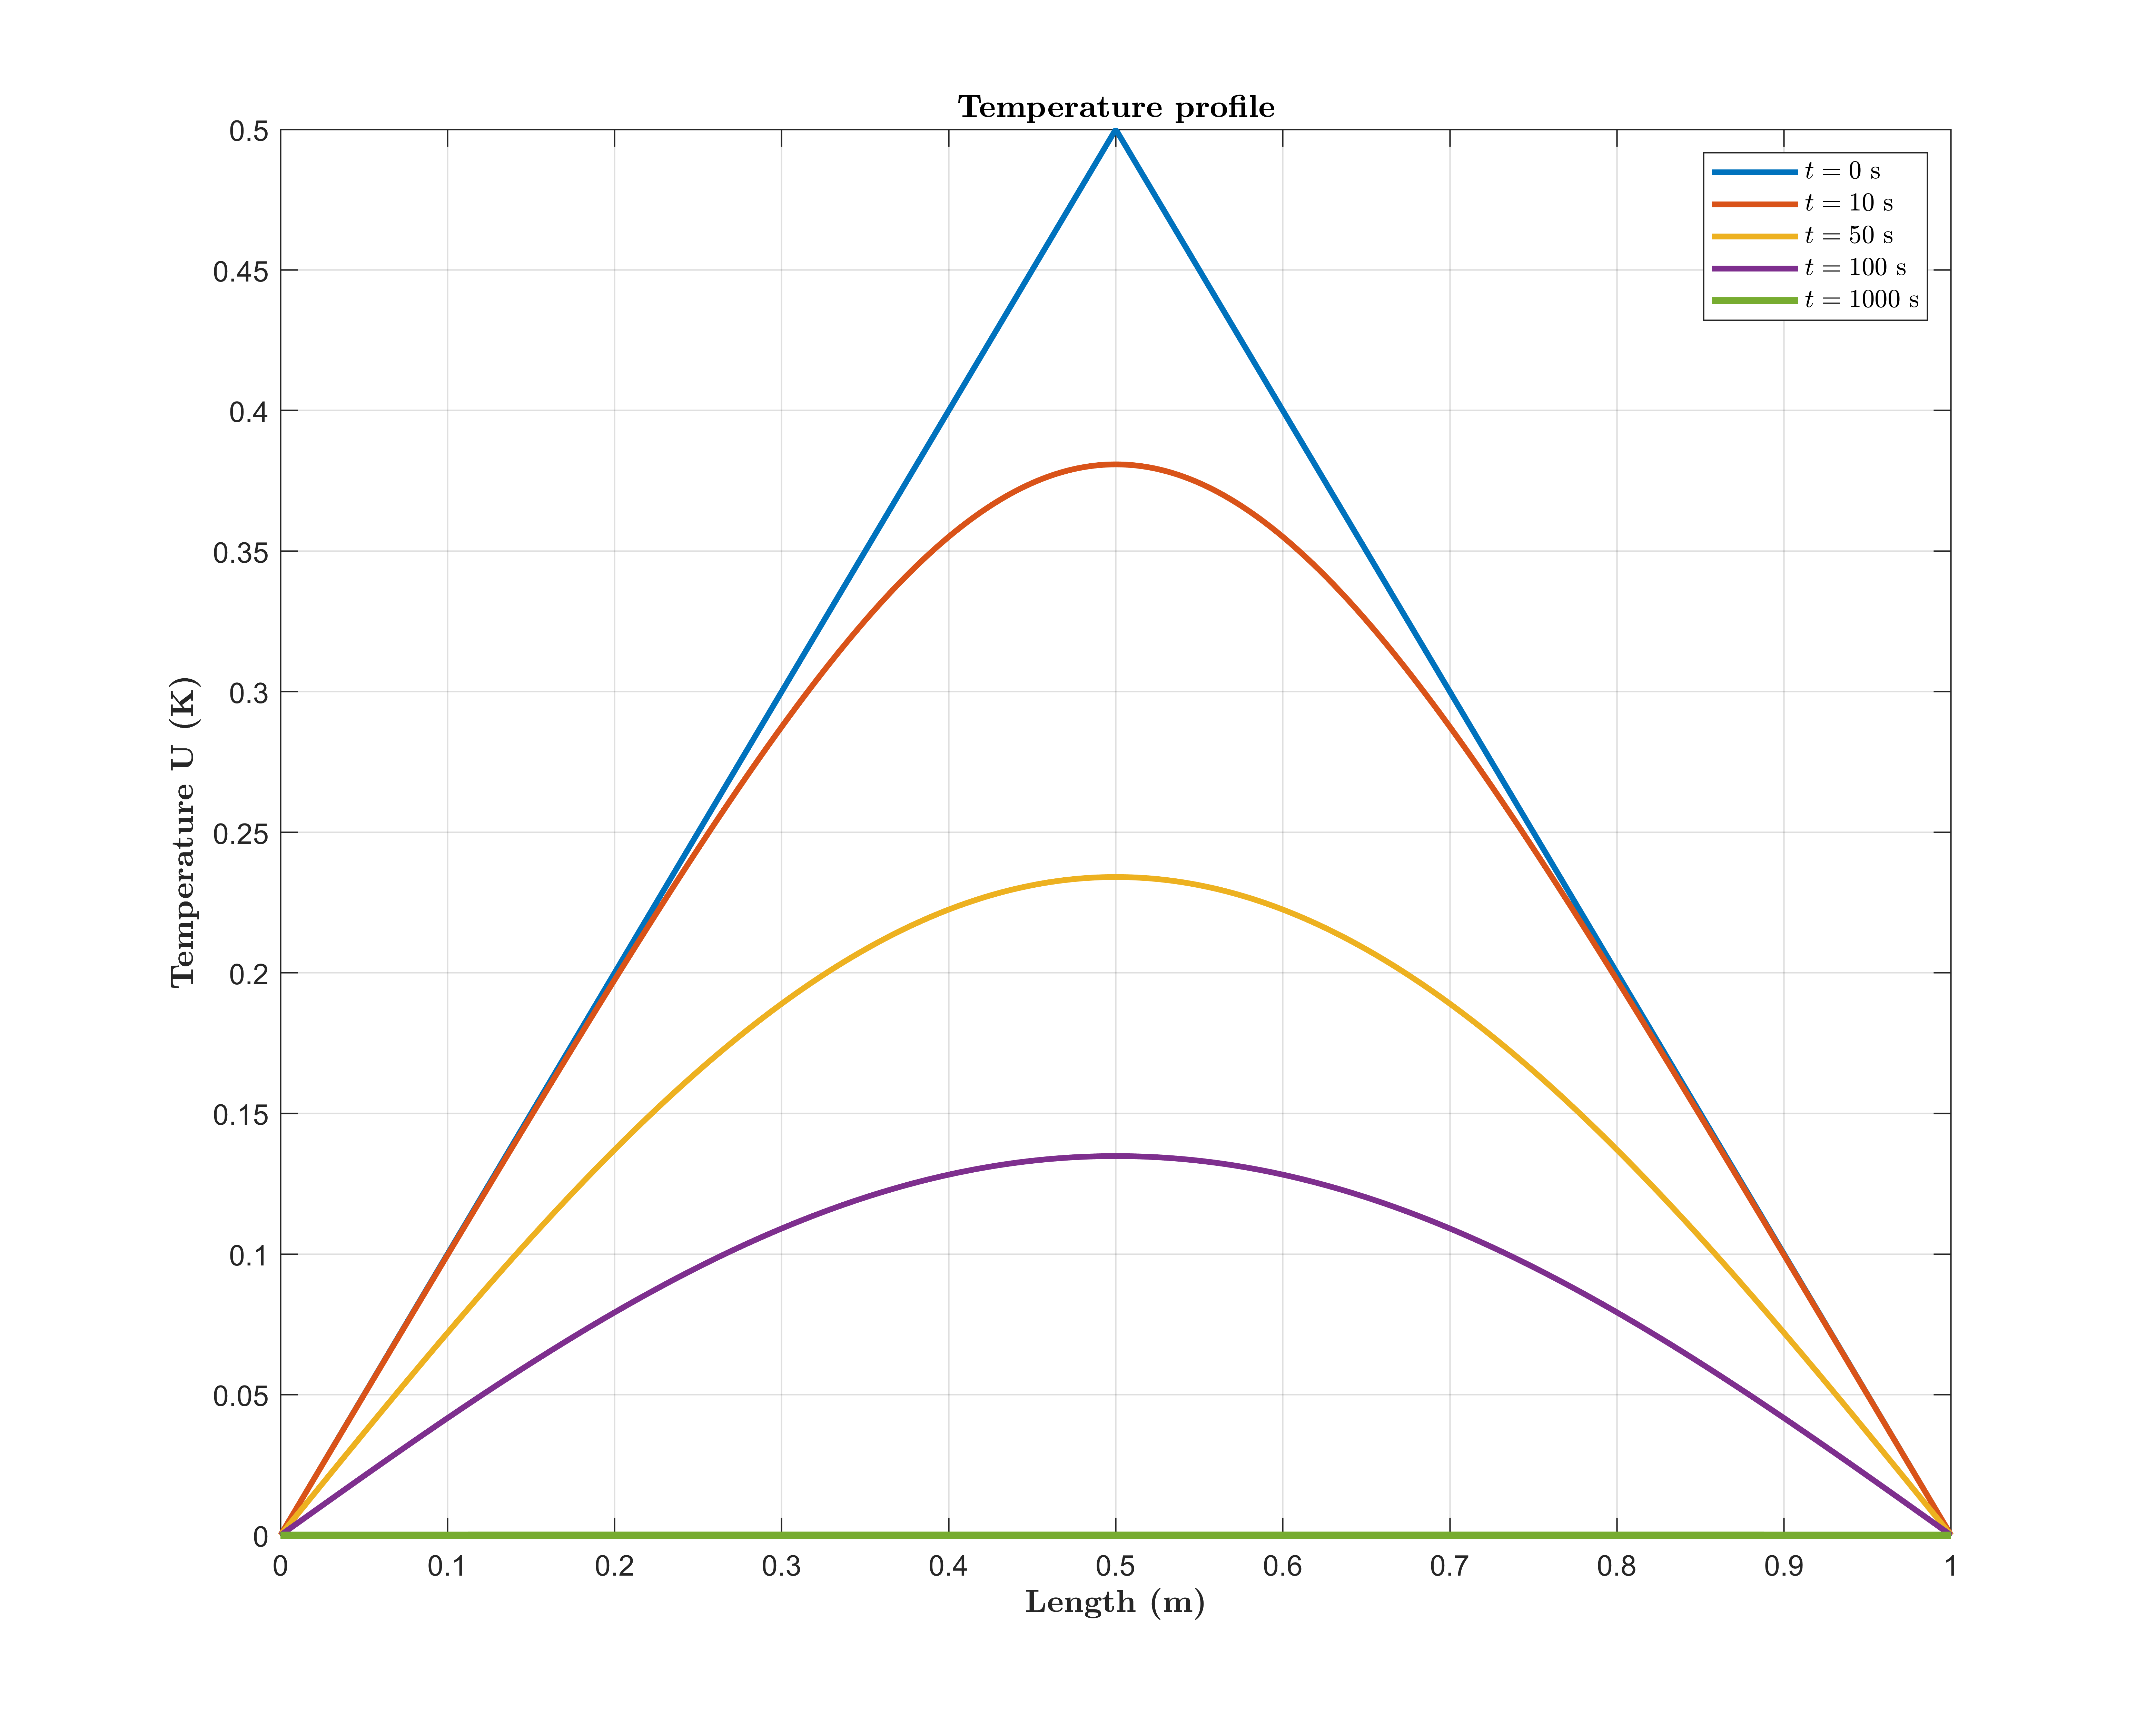 Temperature profile
0.5
0.45
0.4
0.35
0.3
0.25
0.2
0.15
0.1
0.05
0
Temperature U (K)
t = 0 s
t = 10 s
t = 50 s
t = 100 s
t = 1000 s
0 0.1 0.2 0.3 0.4 0.5 0.6 0.7 0.8 0.9 1
Length (m)